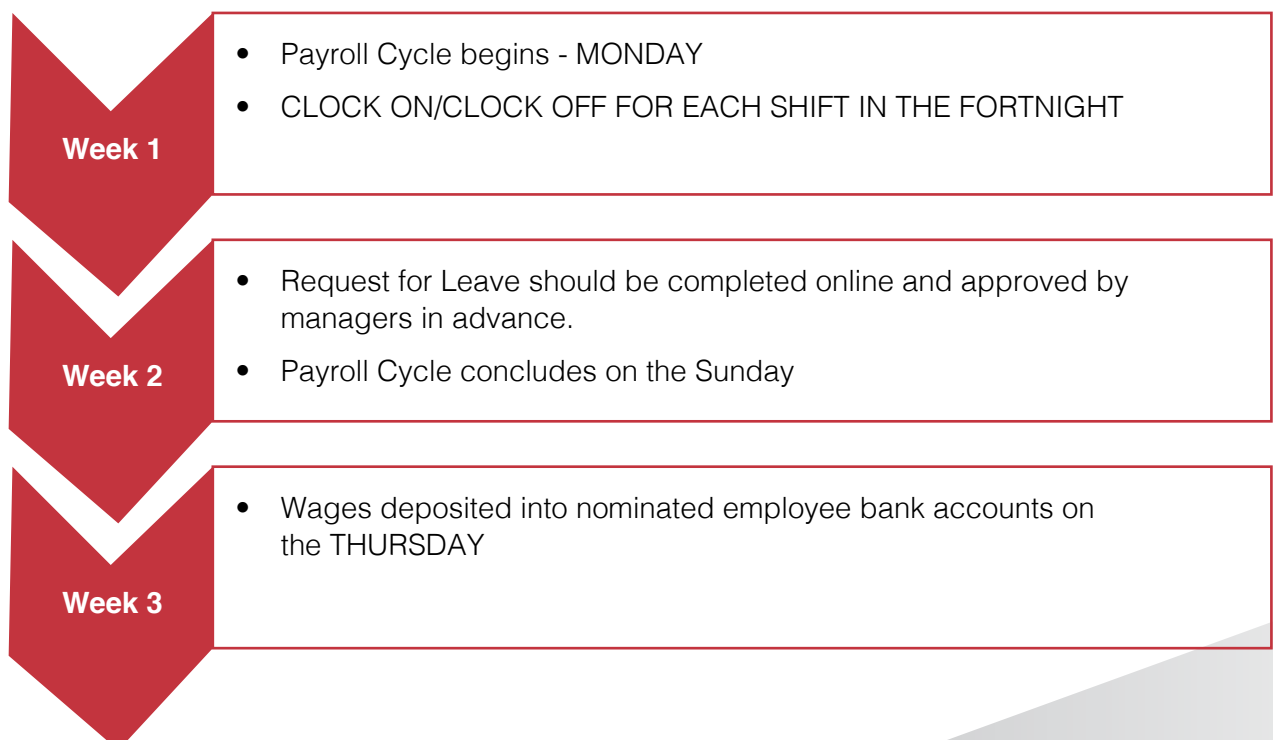 Week 1
• Payroll Cycle begins - MONDAY
• CLOCK ON/CLOCK OFF FOR EACH SHIFT IN THE FORTNIGHT
Week 2
• Request for Leave should be completed online and approved by
managers in advance.
• Payroll Cycle concludes on the Sunday
Week 3
• Wages deposited into nominated employee bank accounts on
the THURSDAY